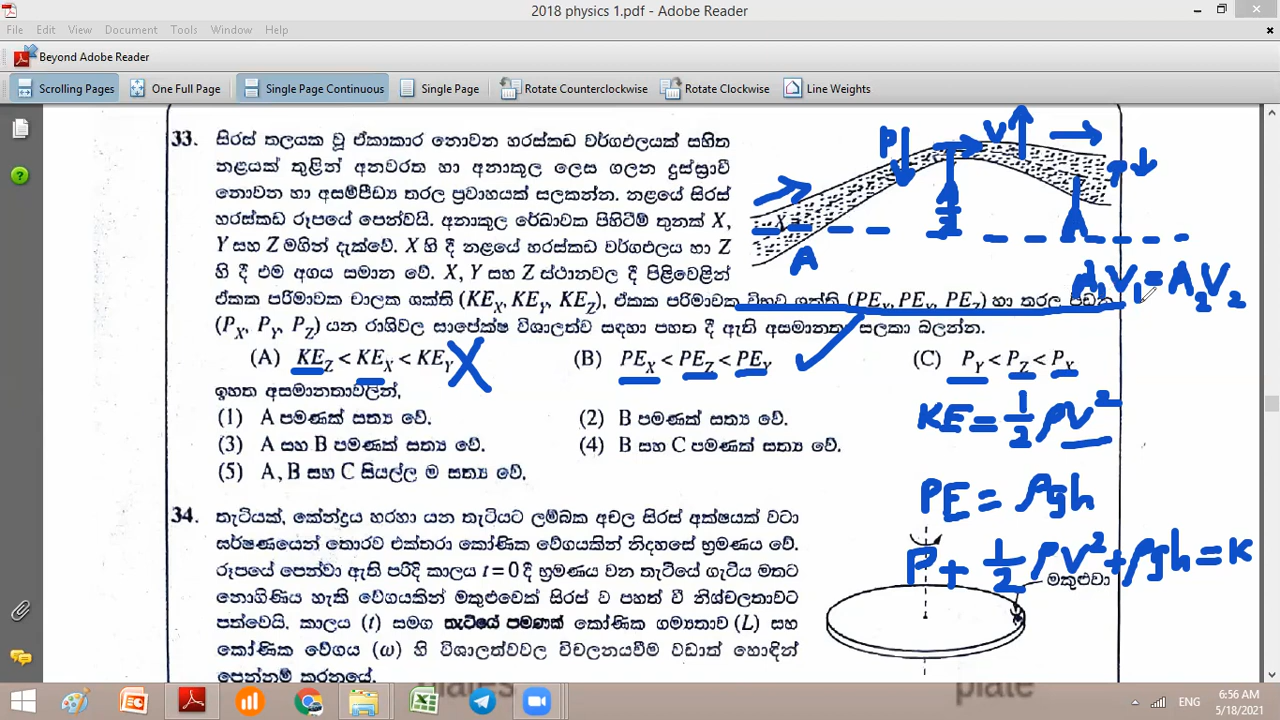 2018 physics 1.pdf - Adobe Reader
File Edit View Document Tools Window Help
Beyond Adobe Reader
Scrolling Pages One Full Page Single Page Continuous Single Page Rotate Counterclockwise Rotate Clockwise Line Weights
33. සිරස් තලයක වූ ඒකාකාර නොවන හරස්කඩ වර්ගඵලයක් සහිත
නළයක් තුළින් අනවරත හා අනාකූල ලෙස ගලන දුස්ස්‍රාවී
නොවන හා අසම්පීඩ්‍ය තරල ප්‍රවාහයක් සලකන්න. නළයේ සිරස්
හරස්කඩ රූපයේ පෙන්වයි. අනාකූල රේඛාවක පිහිටීම් තුනක් X,
Y සහ Z මගින් දැක්වේ. X හි දී නළයේ හරස්කඩ වර්ගඵලය හා Z
හි දී එම අගය සමාන වේ. X, Y සහ Z ස්ථානවල දී පිළිවෙළින්
ඒකක පරිමාවක චාලක ශක්ති (KEX, KEY, KEZ), ඒකක පරිමාවක විභව ශක්ති (PEX, PEY, PEZ) හා තරල පීඩන
(PX, PY, PZ) යන රාශිවල සාපේක්ෂ විශාලත්ව සඳහා පහත දී ඇති අසමානතා සලකා බලන්න.
(A) KEZ < KEX < KEY (B) PEX < PEZ < PEY (C) PY < PZ < PX
ඉහත අසමානතාවලින්,
(1) A පමණක් සත්‍ය වේ. (2) B පමණක් සත්‍ය වේ.
(3) A සහ B පමණක් සත්‍ය වේ. (4) B සහ C පමණක් සත්‍ය වේ.
(5) A, B සහ C සියල්ල ම සත්‍ය වේ.
P V
X
A
A1V1=A2V2
KE=1/2 ρV²
PE=ρgh
P+1/2 ρV²+ρgh=K
34. තැටියක්, කේන්ද්‍රය හරහා යන තැටියට ලම්බක අචල සිරස් අක්ෂයක් වටා
ඝර්ෂණයෙන් තොරව එක්තරා කෝණික වේගයකින් නිදහසේ භ්‍රමණය වේ.
රූපයේ පෙන්වා ඇති පරිදි කාලය t = 0 දී භ්‍රමණය වන තැටියේ ගැටිය මතට
නොගිණිය හැකි වේගයකින් මකුළුවෙක් සිරස් ව පහත් වී නිශ්චලතාවට
පත්වෙයි. කාලය (t) සමග තැටියේ පමණක් කෝණික ගම්‍යතාව (L) සහ
කෝණික වේගය (ω) හි විශාලත්වවල විචලනයවීම වඩාත් හොඳින්
පෙන්නුම් කරනුයේ.
මකුළුවා
plates plate
ENG
6:56 AM
5/18/2021